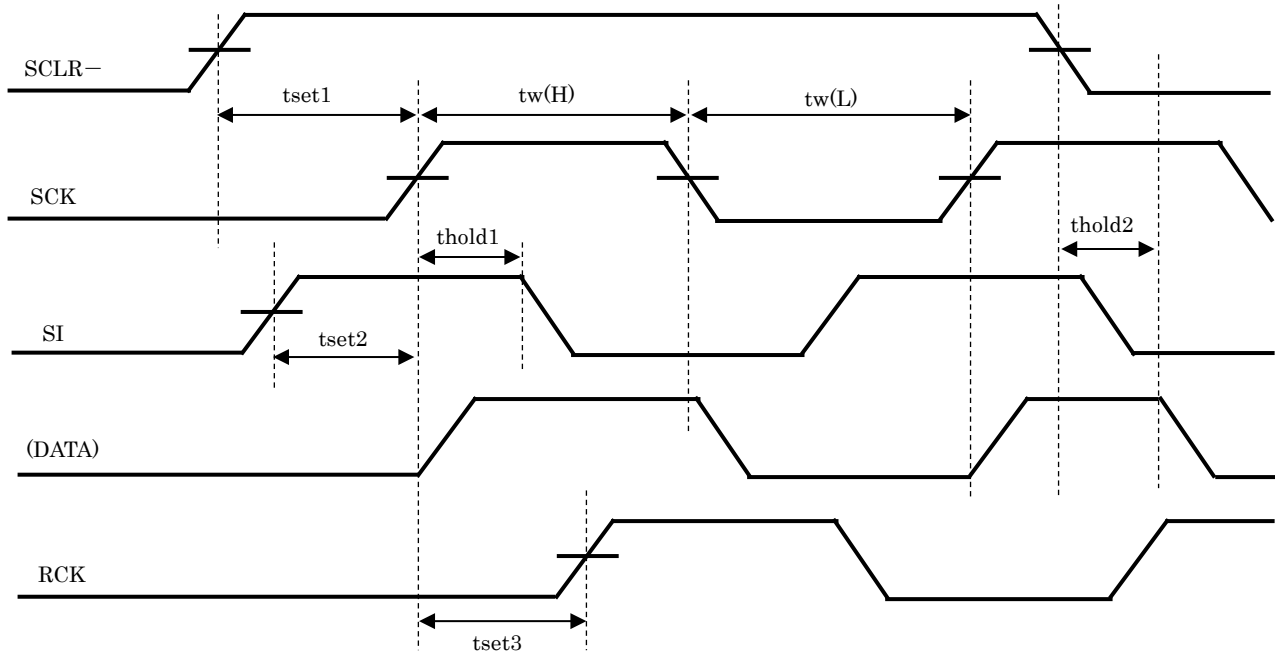 SCLR－
tset1
tw(H)
tw(L)
SCK
thold1
thold2
SI
tset2
(DATA)
RCK
tset3